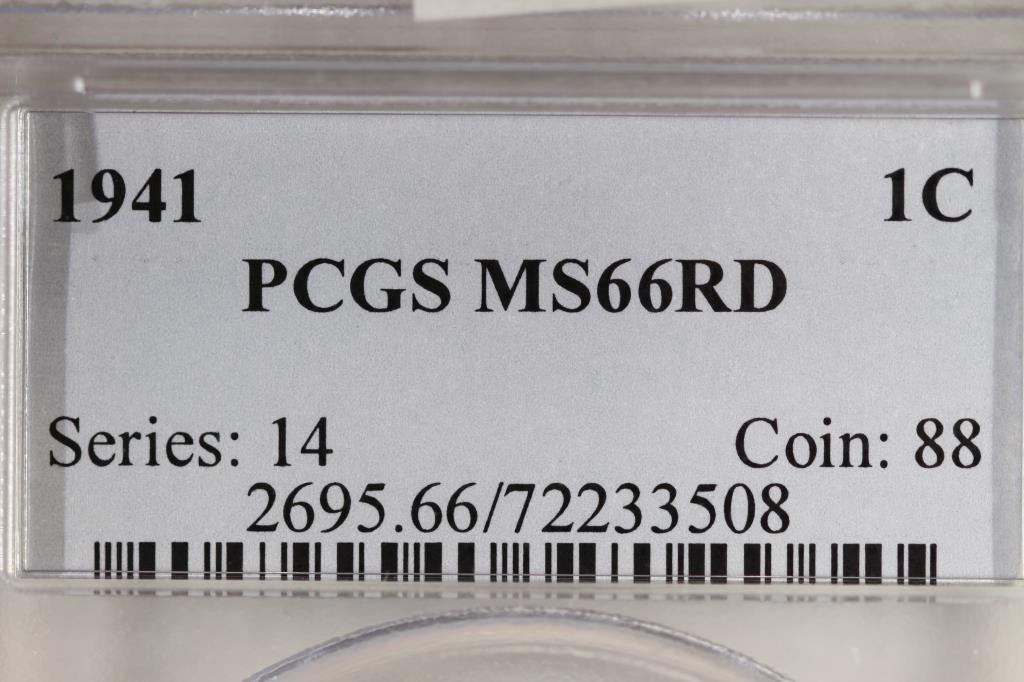 1941 1C
PCGS MS66RD
Series: 14 Coin: 88
2695.66/72233508